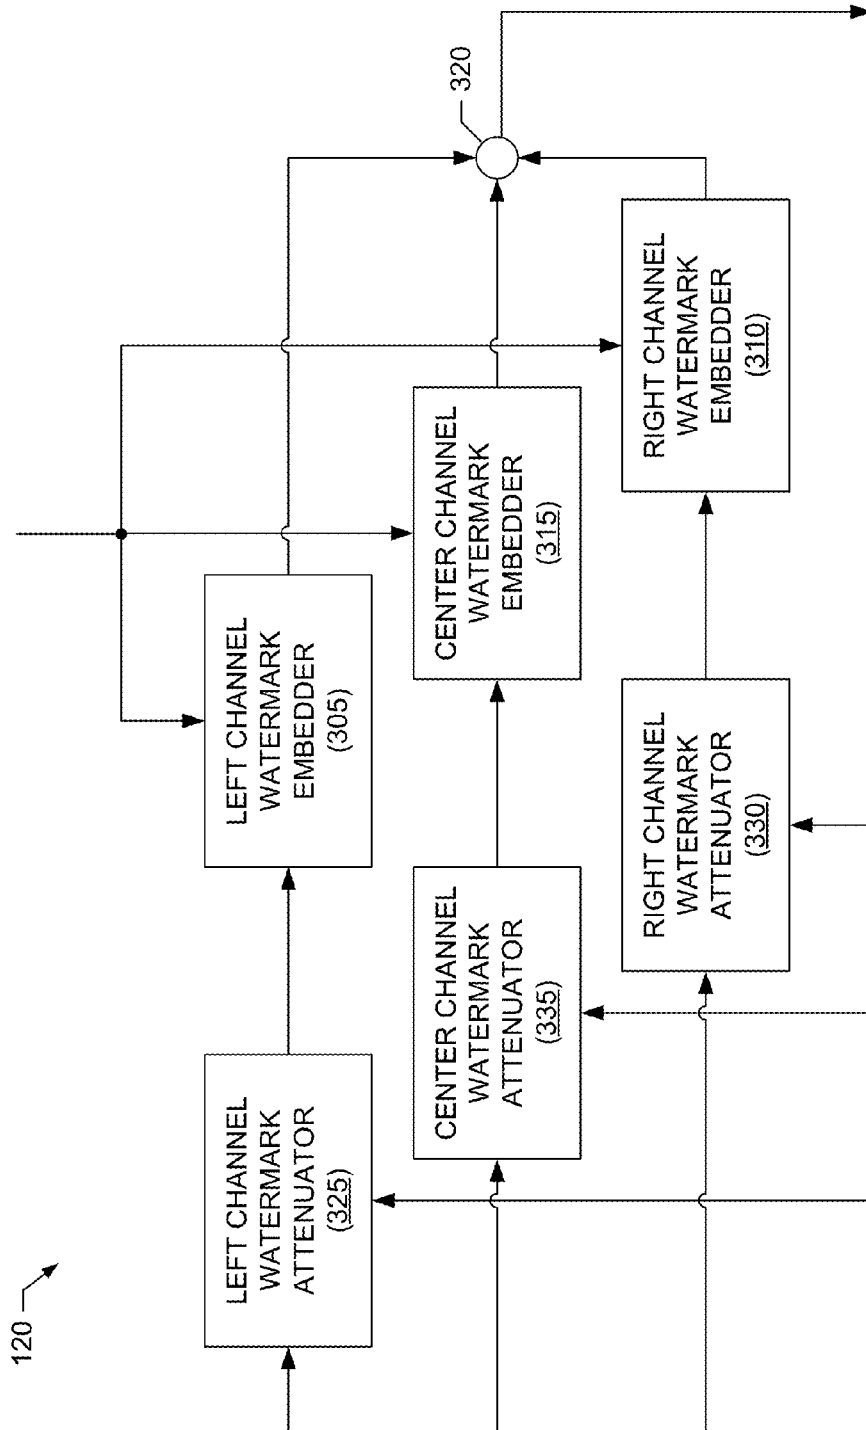 120
LEFT CHANNEL
WATERMARK
ATTENUATOR
(325)
LEFT CHANNEL
WATERMARK
EMBEDDER
(305)
320
CENTER CHANNEL
WATERMARK
ATTENUATOR
(335)
CENTER CHANNEL
WATERMARK
EMBEDDER
(315)
RIGHT CHANNEL
WATERMARK
ATTENUATOR
(330)
RIGHT CHANNEL
WATERMARK
EMBEDDER
(310)